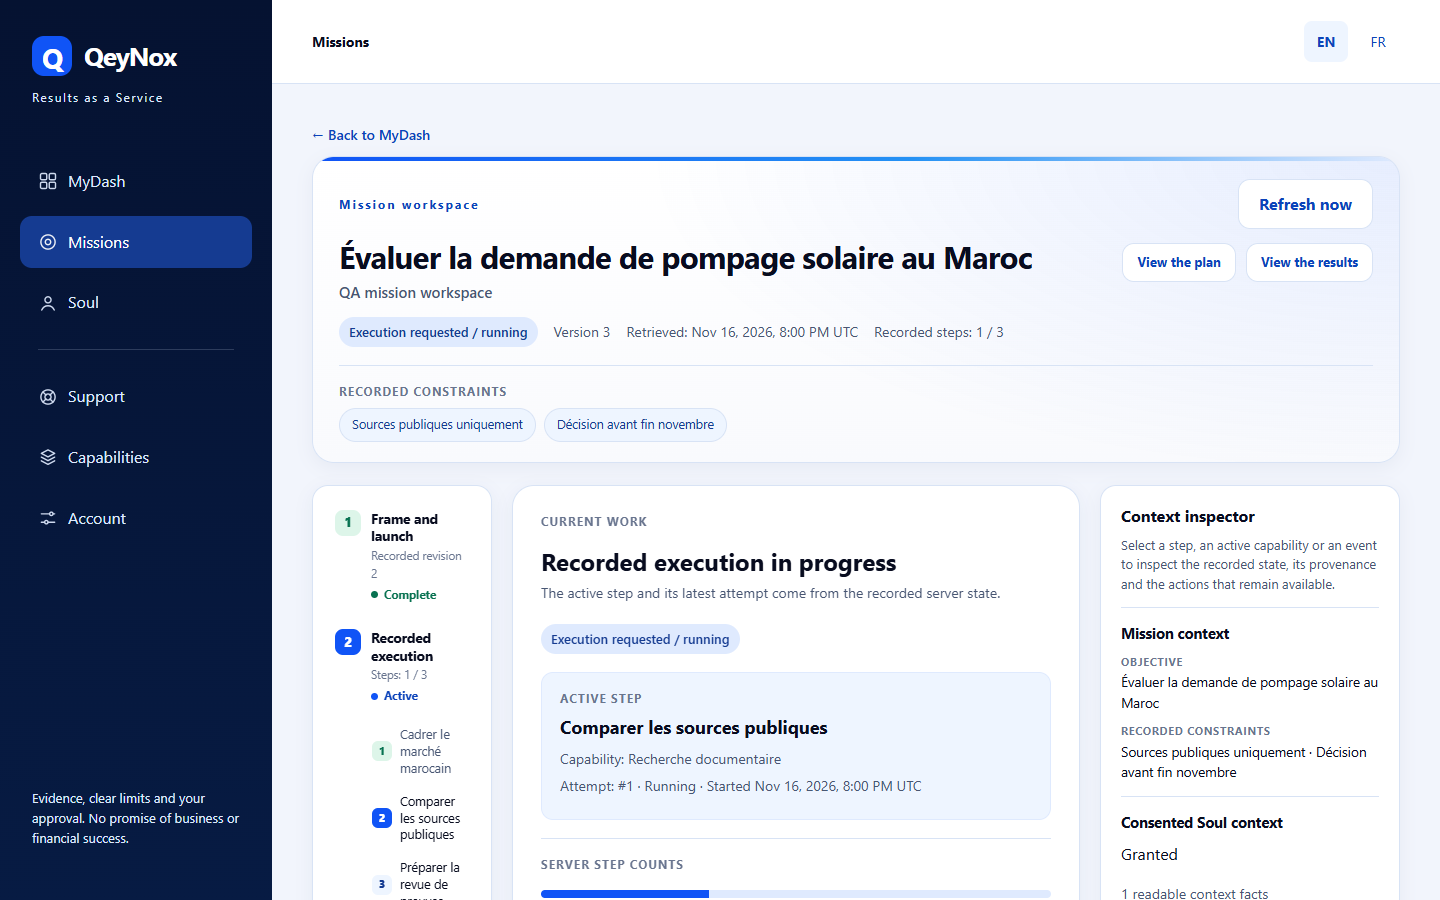 Q QeyNox
Results as a Service
MyDash
Missions
Soul
Support
Capabilities
Account
Evidence, clear limits and your
approval. No promise of business or
financial success.
Missions
EN FR
← Back to MyDash
Mission workspace
Refresh now
Évaluer la demande de pompage solaire au Maroc
View the plan
View the results
QA mission workspace
Execution requested / running Version 3 Retrieved: Nov 16, 2026, 8:00 PM UTC Recorded steps: 1 / 3
RECORDED CONSTRAINTS
Sources publiques uniquement Décision avant fin novembre
1 Frame and
launch
Recorded revision
2
Complete
2 Recorded
execution
Steps: 1 / 3
Active
1 Cadrer le
marché
marocain
2 Comparer
les sources
publiques
3 Préparer la
revue de
CURRENT WORK
Recorded execution in progress
The active step and its latest attempt come from the recorded server state.
Execution requested / running
ACTIVE STEP
Comparer les sources publiques
Capability: Recherche documentaire
Attempt: #1 · Running · Started Nov 16, 2026, 8:00 PM UTC
SERVER STEP COUNTS
Context inspector
Select a step, an active capability or an event
to inspect the recorded state, its provenance
and the actions that remain available.
Mission context
OBJECTIVE
Évaluer la demande de pompage solaire au
Maroc
RECORDED CONSTRAINTS
Sources publiques uniquement · Décision
avant fin novembre
Consented Soul context
Granted
1 readable context facts